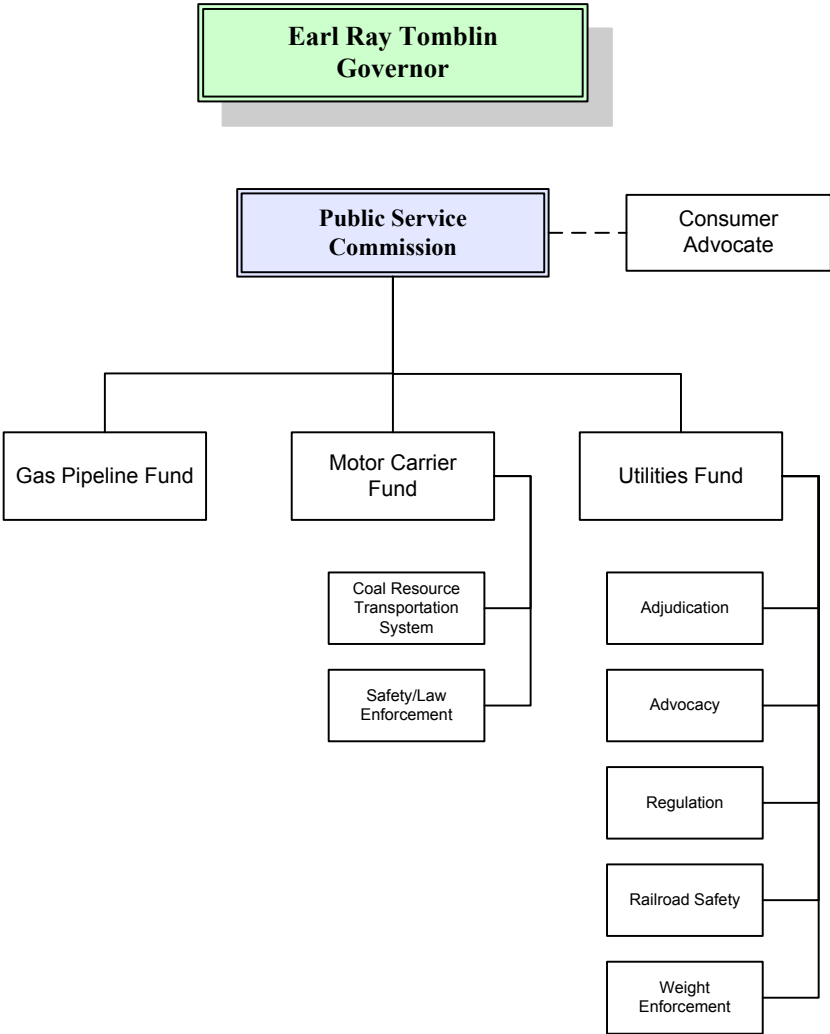 Earl Ray Tomblin
Governor
Public Service
Commission
Consumer
Advocate
Gas Pipeline Fund
Motor Carrier
Fund
Utilities Fund
Coal Resource
Transportation
System
Safety/Law
Enforcement
Adjudication
Advocacy
Regulation
Railroad Safety
Weight
Enforcement